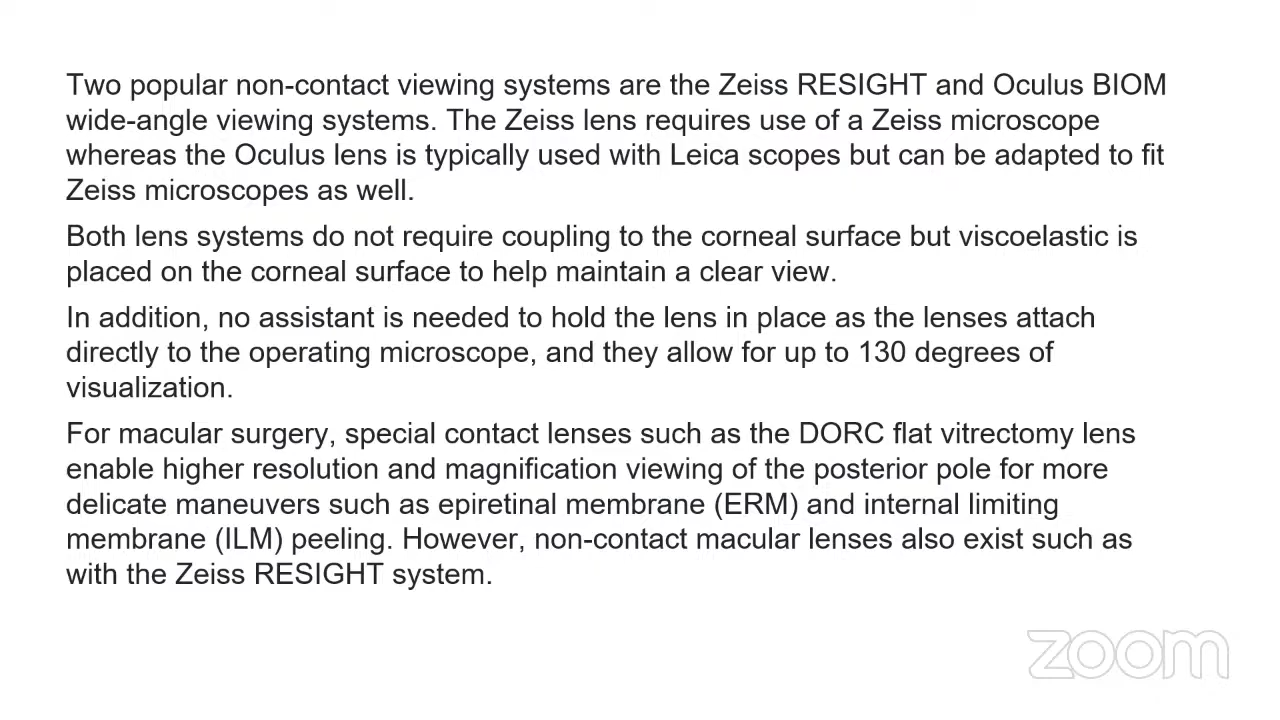 Two popular non-contact viewing systems are the Zeiss RESIGHT and Oculus BIOM
wide-angle viewing systems. The Zeiss lens requires use of a Zeiss microscope
whereas the Oculus lens is typically used with Leica scopes but can be adapted to fit
Zeiss microscopes as well.
Both lens systems do not require coupling to the corneal surface but viscoelastic is
placed on the corneal surface to help maintain a clear view.
In addition, no assistant is needed to hold the lens in place as the lenses attach
directly to the operating microscope, and they allow for up to 130 degrees of
visualization.
For macular surgery, special contact lenses such as the DORC flat vitrectomy lens
enable higher resolution and magnification viewing of the posterior pole for more
delicate maneuvers such as epiretinal membrane (ERM) and internal limiting
membrane (ILM) peeling. However, non-contact macular lenses also exist such as
with the Zeiss RESIGHT system.
zoom